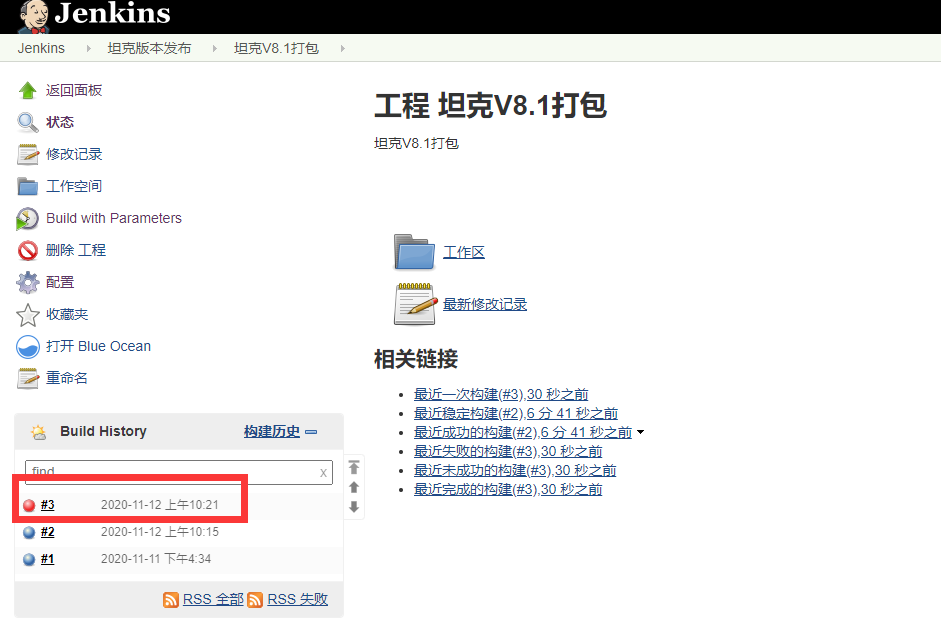 Jenkins
Jenkins 坦克版本发布 坦克V8.1打包
返回面板
状态
修改记录
工作空间
Build with Parameters
删除 工程
配置
收藏夹
打开 Blue Ocean
重命名
Build History 构建历史
find x
#3 2020-11-12 上午10:21
#2 2020-11-12 上午10:15
#1 2020-11-11 下午4:34
RSS 全部 RSS 失败
工程 坦克V8.1打包
坦克V8.1打包
工作区
最新修改记录
相关链接
最近一次构建(#3),30 秒之前
最近稳定构建(#2),6 分 41 秒之前
最近成功的构建(#2),6 分 41 秒之前
最近失败的构建(#3),30 秒之前
最近未成功的构建(#3),30 秒之前
最近完成的构建(#3),30 秒之前